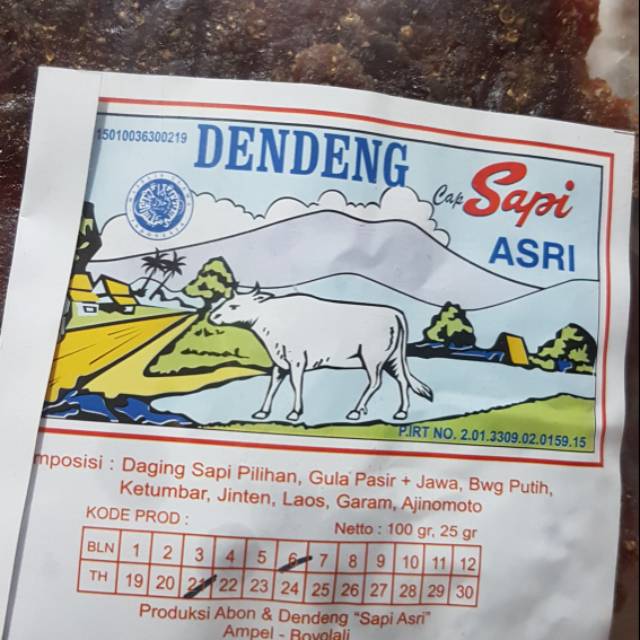 15010036300219
DENDENG
Cap Sapi
ASRI
P.IRT NO. 2.01.3309.02.0159.15
mposisi : Daging Sapi Pilihan, Gula Pasir + Jawa, Bwg Putih,
Ketumbar, Jinten, Laos, Garam, Ajinomoto
KODE PROD :
Netto : 100 gr, 25 gr
BLN 1 2 3 4 5 6 7 8 9 10 11 12
TH 19 20 21 22 23 24 25 26 27 28 29 30
Produksi Abon & Dendeng "Sapi Asri"
Ampel - Boyolali